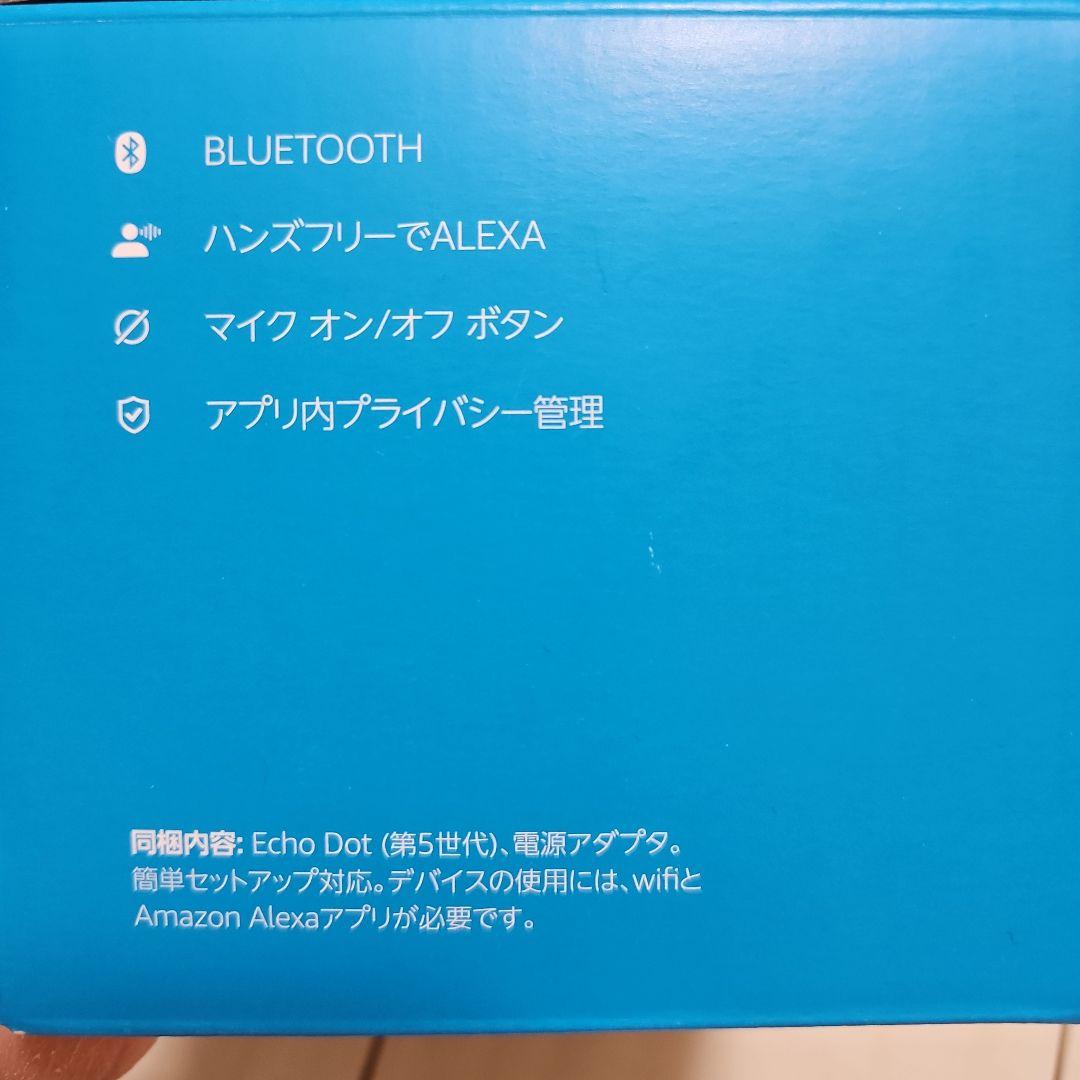 BLUETOOTH
ハンズフリーでALEXA
マイク オン/オフ ボタン
アプリ内プライバシー管理
同梱内容: Echo Dot (第5世代)、電源アダプタ。
簡単セットアップ対応。デバイスの使用には、wifiと
Amazon Alexaアプリが必要です。